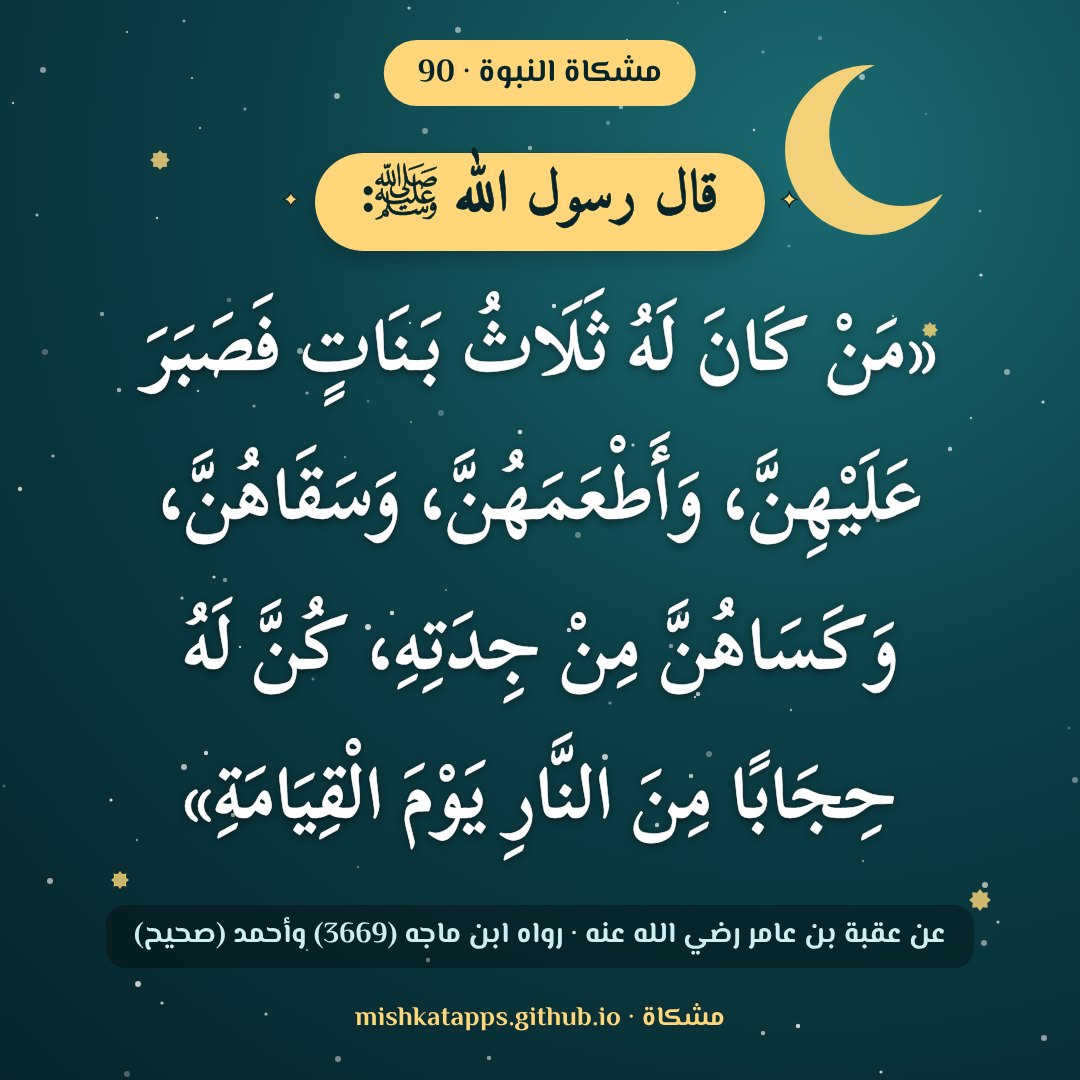 مشكاة النبوة · 90
قال رسول الله ﷺ:
«مَنْ كَانَ لَهُ ثَلَاثُ بَنَاتٍ فَصَبَرَ
عَلَيْهِنَّ، وَأَطْعَمَهُنَّ، وَسَقَاهُنَّ،
وَكَسَاهُنَّ مِنْ جِدَتِهِ، كُنَّ لَهُ
حِجَابًا مِنَ النَّارِ يَوْمَ الْقِيَامَةِ»
عن عقبة بن عامر رضي الله عنه · رواه ابن ماجه (3669) وأحمد (صحيح)
مشكاة · mishkatapps.github.io